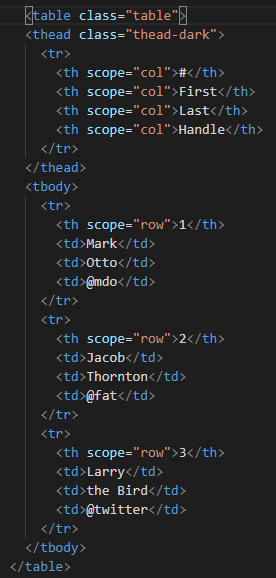 <table class="table">
<thead class="thead-dark">
<tr>
<th scope="col">#</th>
<th scope="col">First</th>
<th scope="col">Last</th>
<th scope="col">Handle</th>
</tr>
</thead>
<tbody>
<tr>
<th scope="row">1</th>
<td>Mark</td>
<td>Otto</td>
<td>@mdo</td>
</tr>
<tr>
<th scope="row">2</th>
<td>Jacob</td>
<td>Thornton</td>
<td>@fat</td>
</tr>
<tr>
<th scope="row">3</th>
<td>Larry</td>
<td>the Bird</td>
<td>@twitter</td>
</tr>
</tbody>
</table>